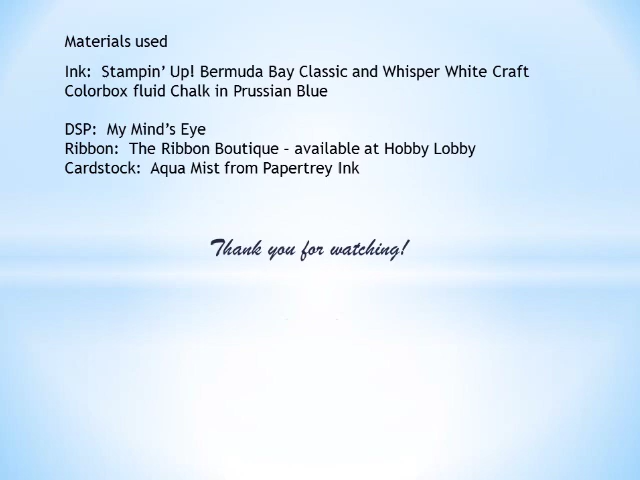 Materials used
Ink:  Stampin' Up! Bermuda Bay Classic and Whisper White Craft
Colorbox fluid Chalk in Prussian Blue
DSP:  My Mind's Eye
Ribbon:  The Ribbon Boutique – available at Hobby Lobby
Cardstock:  Aqua Mist from Papertrey Ink
Thank you for watching!